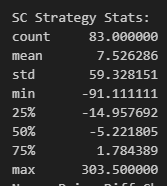 SC Strategy Stats:
count 83.000000
mean 7.526286
std 59.328151
min -91.111111
25% -14.957692
50% -5.221805
75% 1.784389
max 303.500000